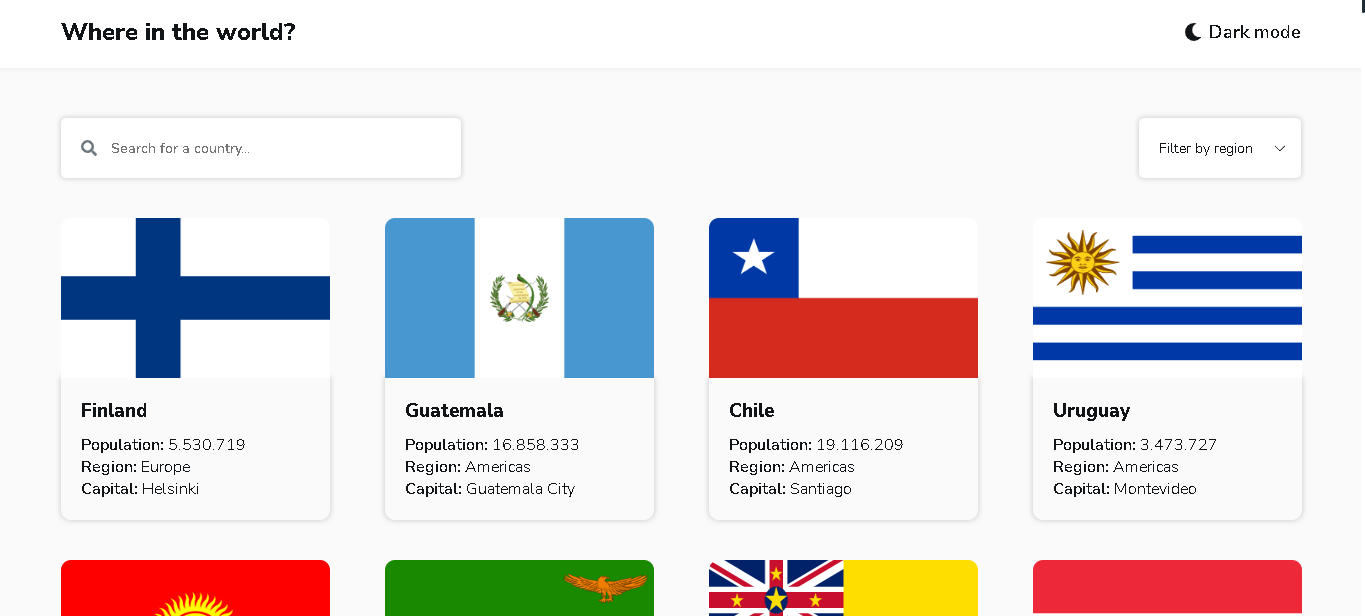 Where in the world?
Dark mode
Search for a country...
Filter by region
Finland
Population: 5.530.719
Region: Europe
Capital: Helsinki
Guatemala
Population: 16.858.333
Region: Americas
Capital: Guatemala City
Chile
Population: 19.116.209
Region: Americas
Capital: Santiago
Uruguay
Population: 3.473.727
Region: Americas
Capital: Montevideo